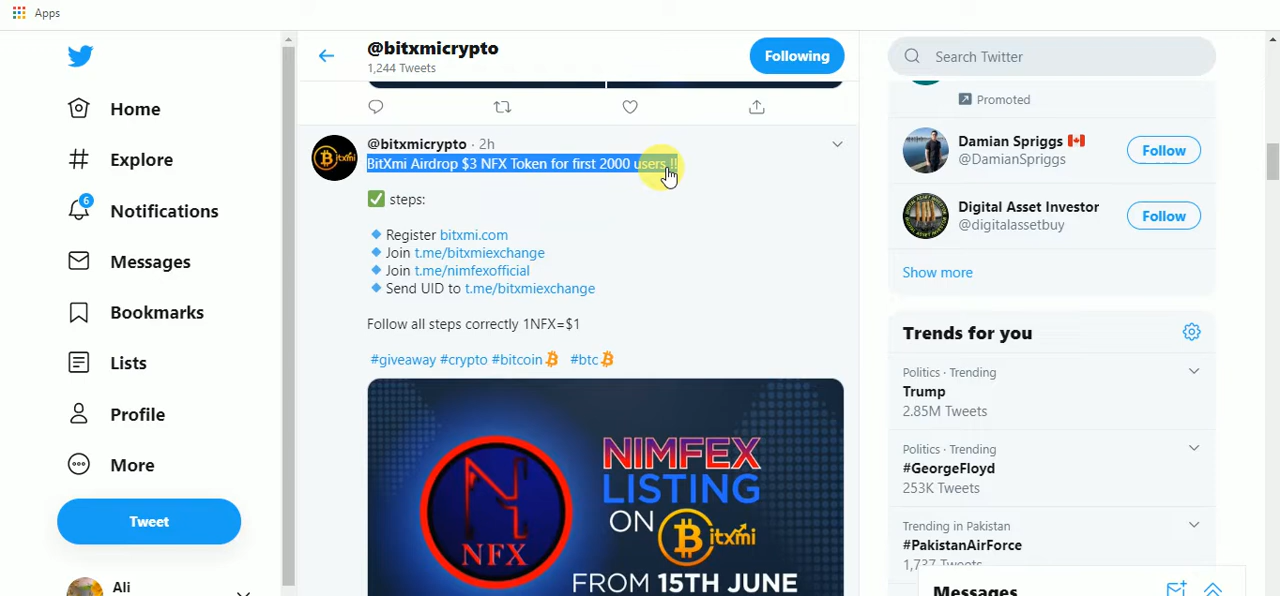 Apps
Home
Explore
6
Notifications
Messages
Bookmarks
Lists
Profile
More
Tweet
Ali
@bitxmicrypto
1,244 Tweets
Following
@bitxmicrypto · 2h
BitXmi Airdrop $3 NFX Token for first 2000 users !!
✅ steps:
🔹 Register bitxmi.com
🔹 Join t.me/bitxmiexchange
🔹 Join t.me/nimfexofficial
🔹 Send UID to t.me/bitxmiexchange
Follow all steps correctly 1NFX=$1
#giveaway #crypto #bitcoin #btc
Bitxmi
N
NFX
NIMFEX
LISTING
ON Bitxmi
FROM 15TH JUNE
Search Twitter
Promoted
Damian Spriggs 🇨🇦
@DamianSpriggs
Follow
Digital Asset Investor
@digitalassetbuy
Follow
Show more
Trends for you
Politics · Trending
Trump
2.85M Tweets
Politics · Trending
#GeorgeFloyd
253K Tweets
Trending in Pakistan
#PakistanAirForce
1,737 Tweets
Messages